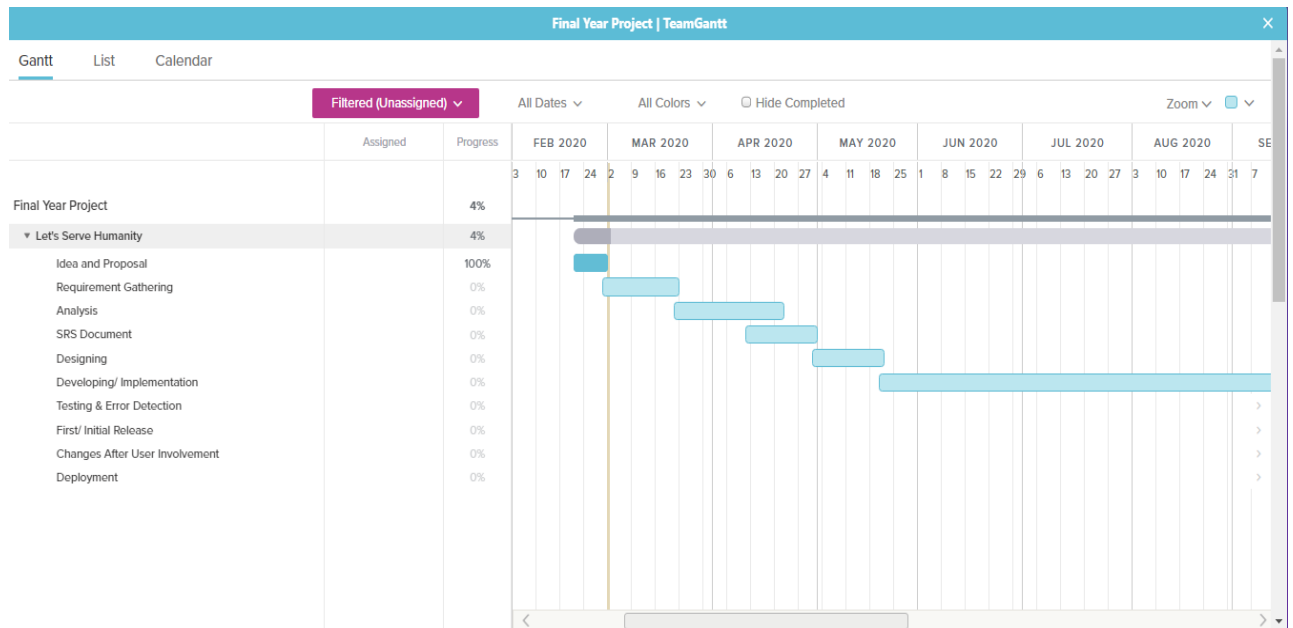 Final Year Project | TeamGantt ×
Gantt List Calendar
Filtered (Unassigned) All Dates All Colors Hide Completed Zoom
Assigned Progress FEB 2020 MAR 2020 APR 2020 MAY 2020 JUN 2020 JUL 2020 AUG 2020 SE
3 10 17 24 2 9 16 23 30 6 13 20 27 4 11 18 25 1 8 15 22 29 6 13 20 27 3 10 17 24 31 7
Final Year Project 4%
Let's Serve Humanity 4%
Idea and Proposal 100%
Requirement Gathering 0%
Analysis 0%
SRS Document 0%
Designing 0%
Developing/ Implementation 0%
Testing & Error Detection 0%
First/ Initial Release 0%
Changes After User Involvement 0%
Deployment 0%